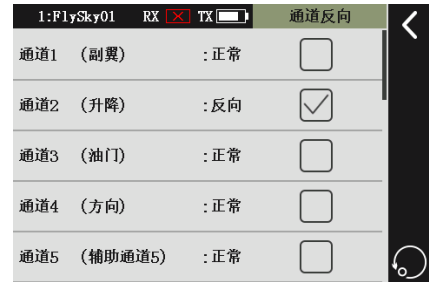 1:FlySky01 RX TX 通道反向
通道1 (副翼) :正常
通道2 (升降) :反向
通道3 (油门) :正常
通道4 (方向) :正常
通道5 (辅助通道5) :正常